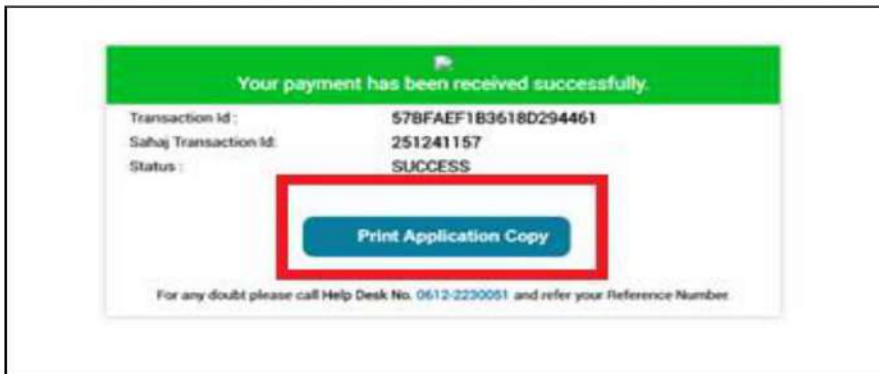 Your payment has been received successfully.
Transaction Id : 57BFAEF1B3618D294461
Sahaj Transaction Id: 251241157
Status : SUCCESS
Print Application Copy
For any doubt please call Help Desk No. 0612-2230051 and refer your Reference Number.